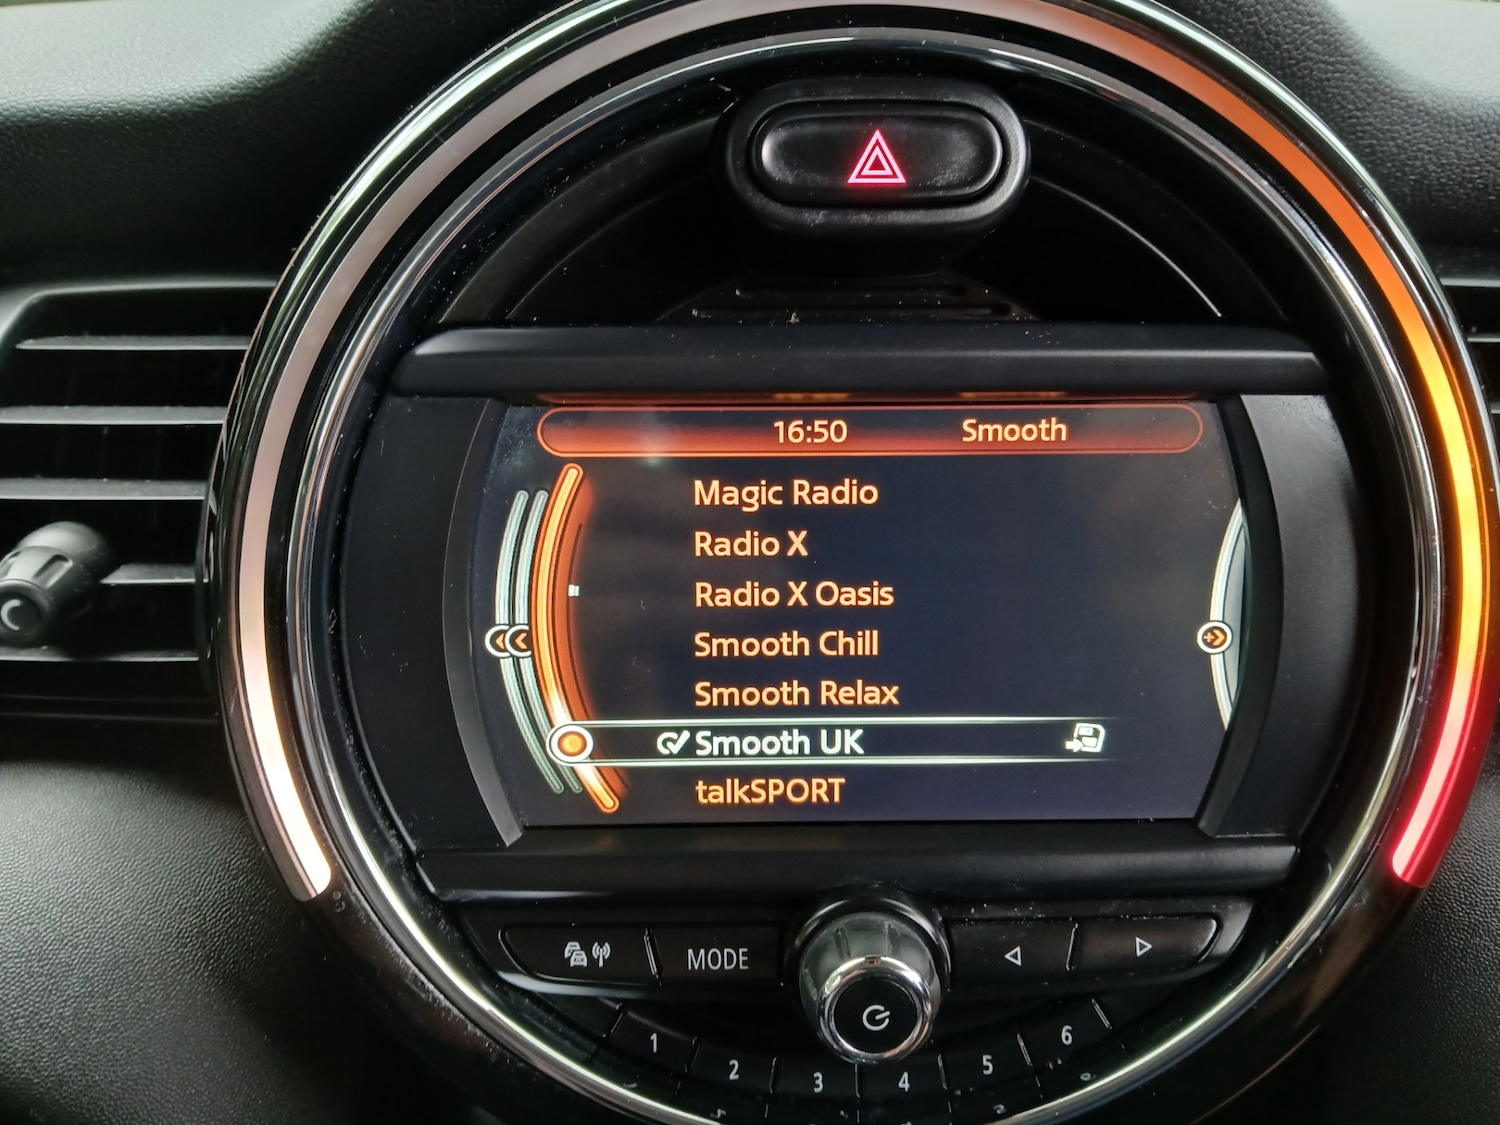 16:50 Smooth
Magic Radio
Radio X
Radio X Oasis
Smooth Chill
Smooth Relax
Smooth UK
talkSPORT
MODE
1 2 3 4 5 6